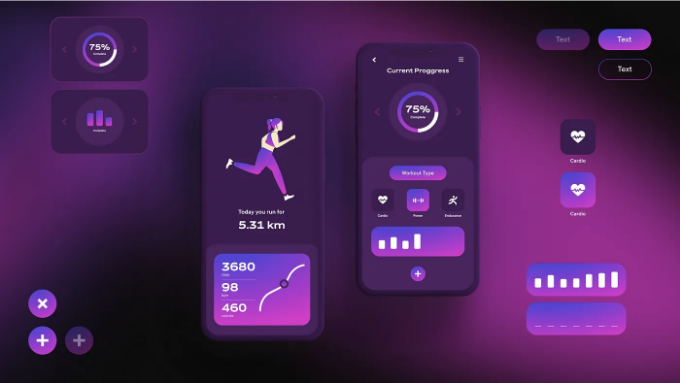 75%
Complete
Complete
Today you run for
5.31 km
3680
98
460
Current Proggress
75%
Complete
Workout Type
Cardio
Power
Endurance
Text
Text
Text
Cardio
Cardio